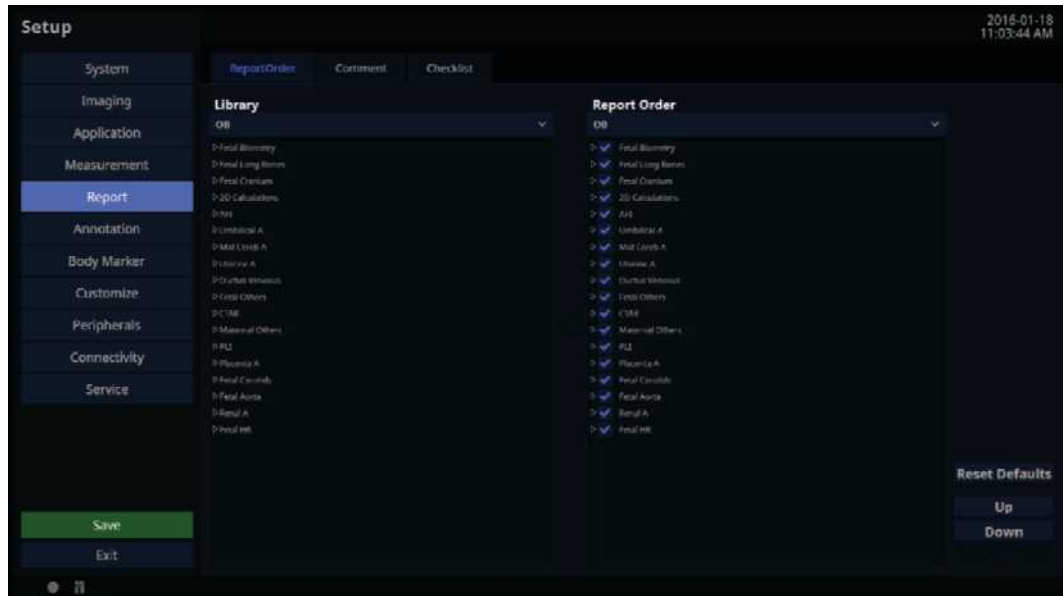 Setup
2016-01-18
11:03:44 AM
System
Imaging
Application
Measurement
Report
Annotation
Body Marker
Customize
Peripherals
Connectivity
Service
Save
Exit
ReportOrder Comment Checklist
Library
OB
Fetal Biometry
Fetal Long Bones
Fetal Cranium
2D Calculations
AFI
Umbilical A
Mid Cereb A
Uterine A
Ductus Venosus
Fetal Others
CTAR
Maternal Others
PLI
Placenta A
Fetal Carotids
Fetal Aorta
Renal A
Fetal HR
Report Order
OB
Fetal Biometry
Fetal Long Bones
Fetal Cranium
2D Calculations
AFI
Umbilical A
Mid Cereb A
Uterine A
Ductus Venosus
Fetal Others
CTAR
Maternal Others
PLI
Placenta A
Fetal Carotids
Fetal Aorta
Renal A
Fetal HR
Reset Defaults
Up
Down